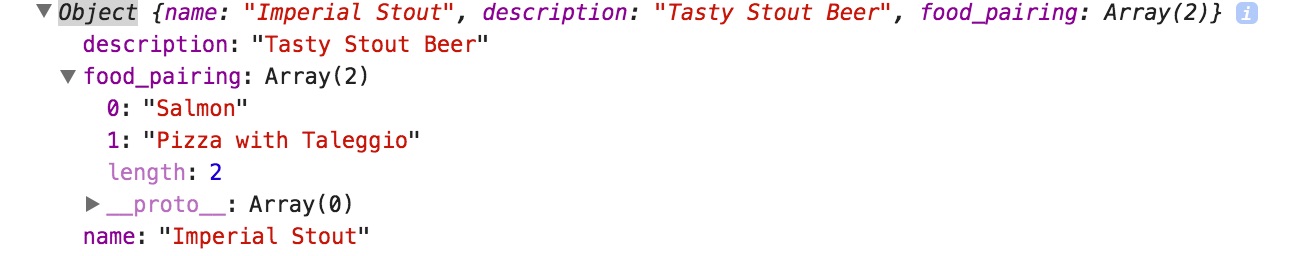 Object {name: "Imperial Stout", description: "Tasty Stout Beer", food_pairing: Array(2)} i
description: "Tasty Stout Beer"
food_pairing: Array(2)
0: "Salmon"
1: "Pizza with Taleggio"
length: 2
__proto__: Array(0)
name: "Imperial Stout"